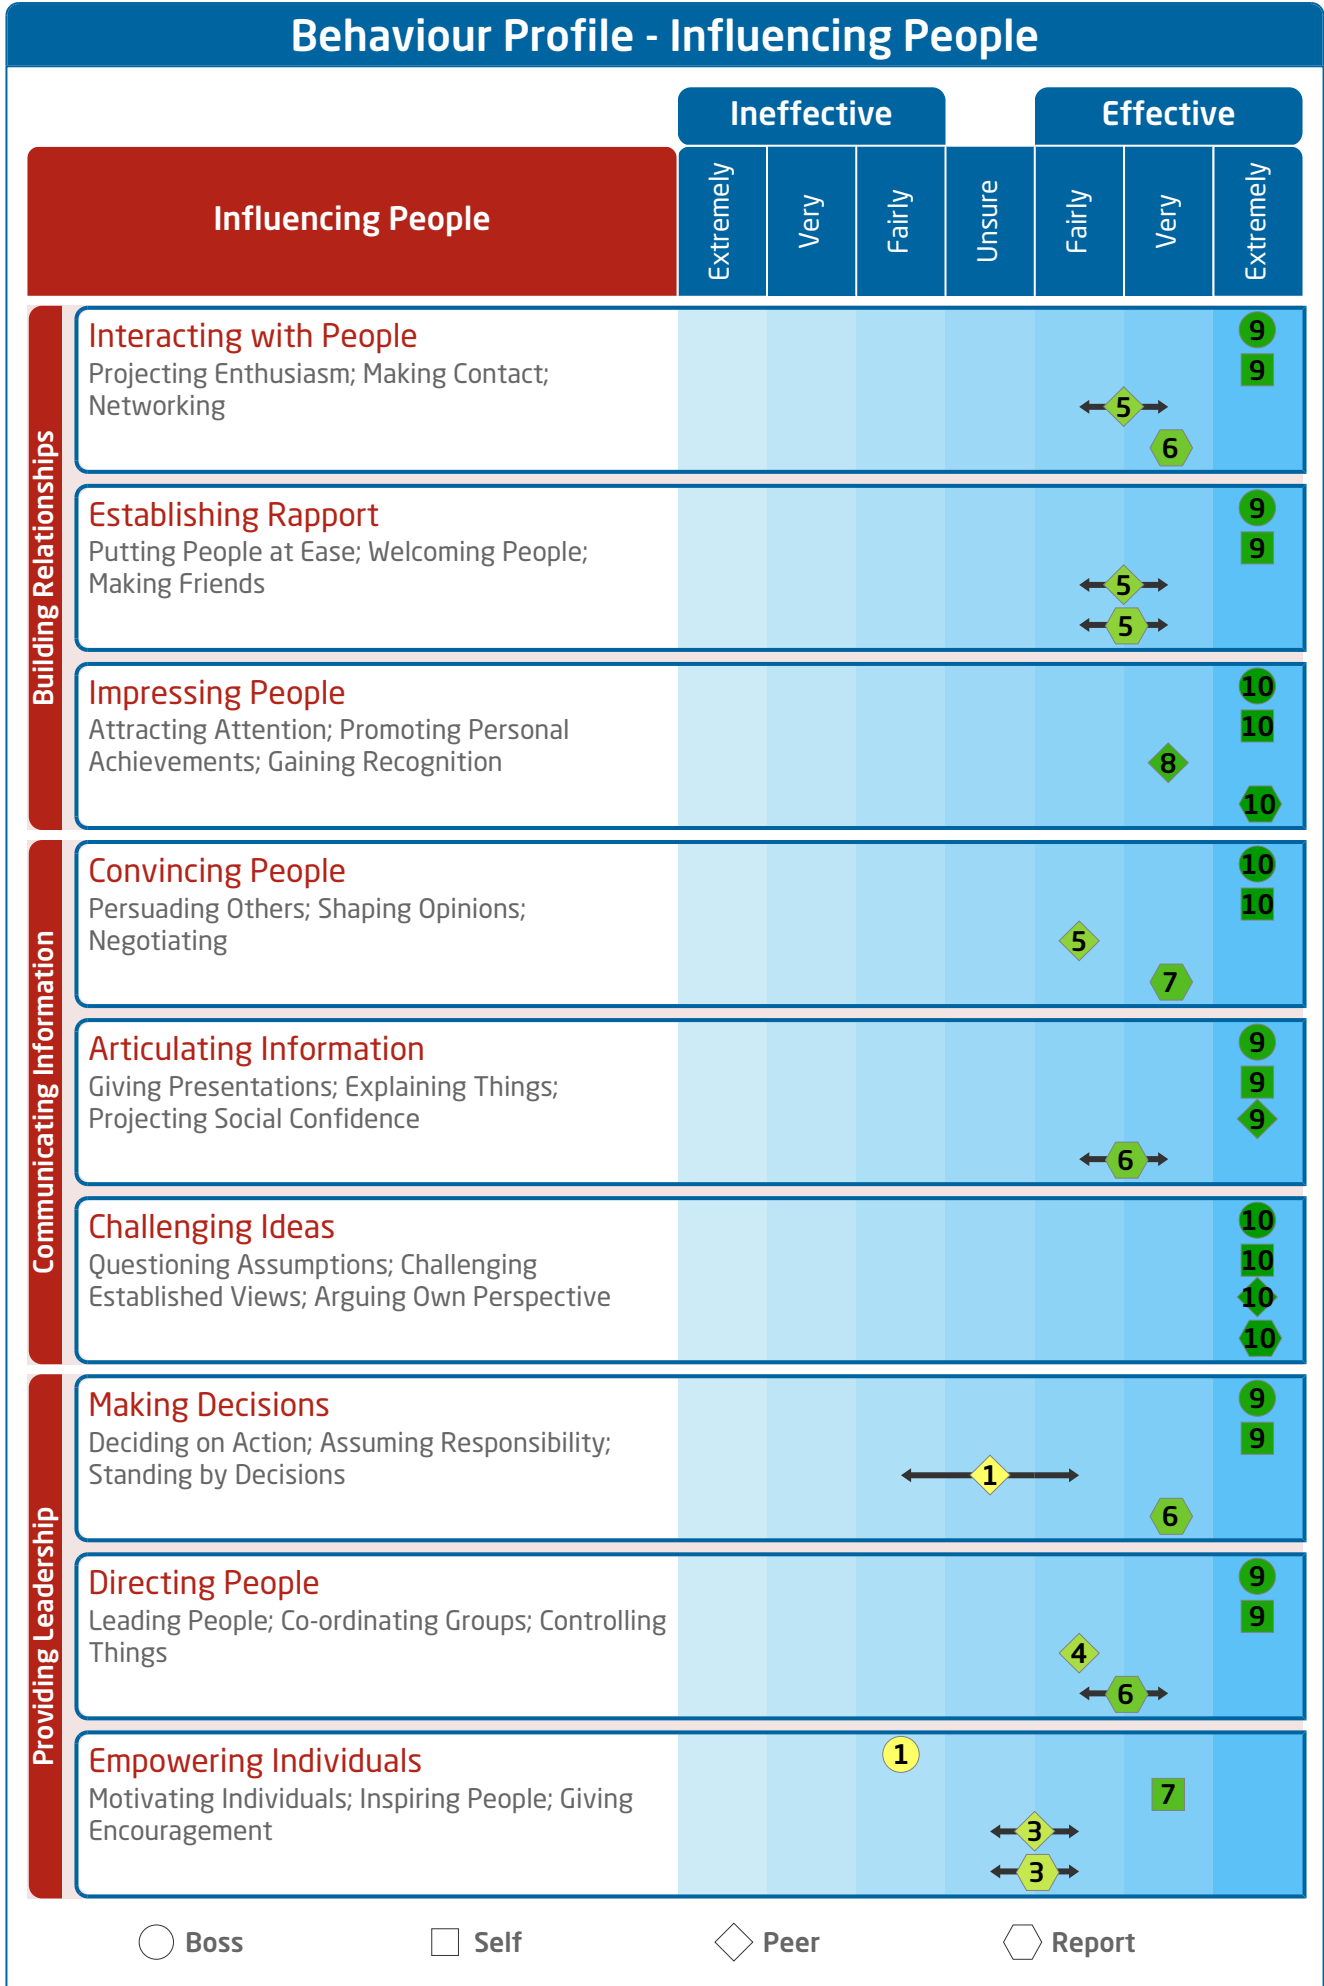 Behaviour Profile - Influencing People
Ineffective
Effective
Influencing People
Extremely
Very
Fairly
Unsure
Fairly
Very
Extremely
Building Relationships
Interacting with People
Projecting Enthusiasm; Making Contact;
Networking
9
9
5
6
Establishing Rapport
Putting People at Ease; Welcoming People;
Making Friends
9
9
5
5
Impressing People
Attracting Attention; Promoting Personal
Achievements; Gaining Recognition
10
10
8
10
Communicating Information
Convincing People
Persuading Others; Shaping Opinions;
Negotiating
10
10
5
7
Articulating Information
Giving Presentations; Explaining Things;
Projecting Social Confidence
9
9
9
6
Challenging Ideas
Questioning Assumptions; Challenging
Established Views; Arguing Own Perspective
10
10
10
10
Providing Leadership
Making Decisions
Deciding on Action; Assuming Responsibility;
Standing by Decisions
9
9
1
6
Directing People
Leading People; Co-ordinating Groups; Controlling
Things
9
9
4
6
Empowering Individuals
Motivating Individuals; Inspiring People; Giving
Encouragement
1
7
3
3
Boss
Self
Peer
Report